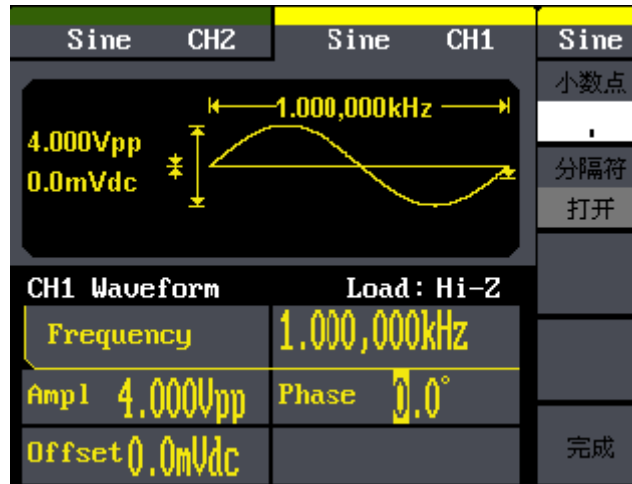 Sine CH2 Sine CH1 Sine
小数点
.
分隔符
打开
完成
1.000,000kHz
4.000Vpp
0.0mVdc
CH1 Waveform Load: Hi-Z
Frequency 1.000,000kHz
Ampl 4.000Vpp Phase 0.0°
Offset 0.0mVdc